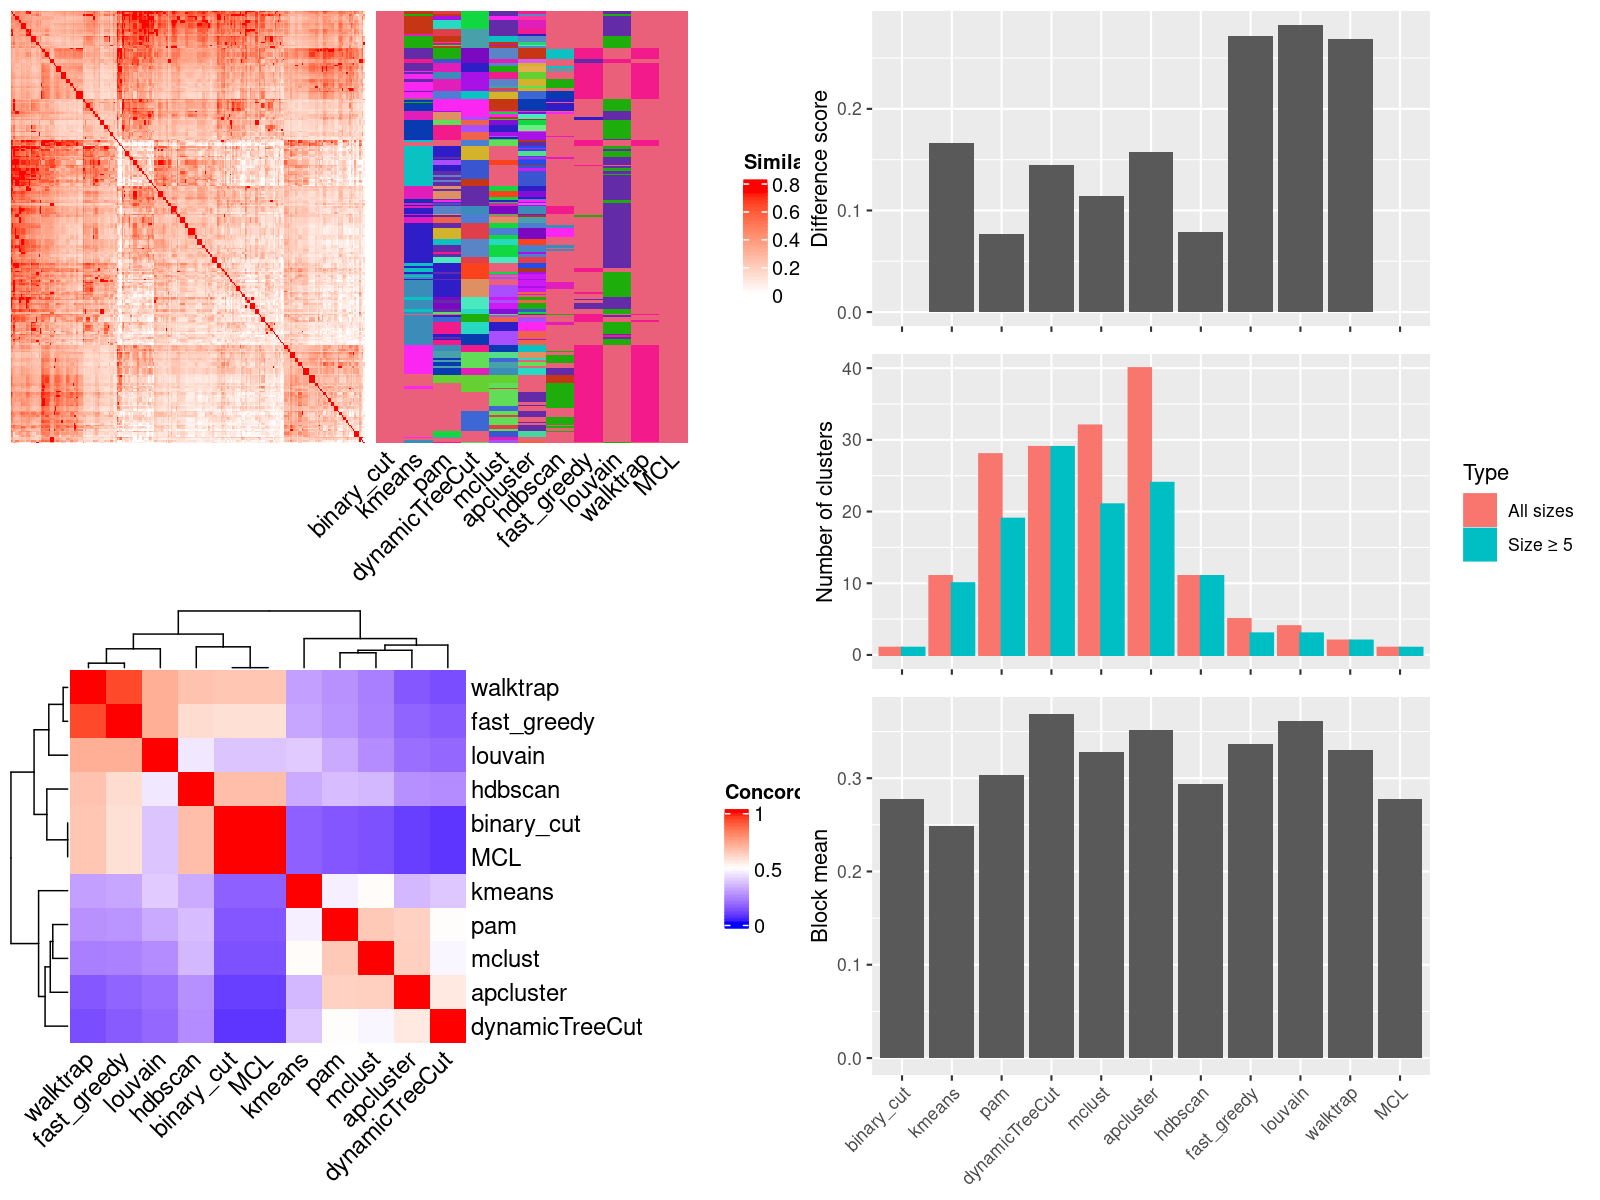 Simila
0.8
0.6
0.4
0.2
0
binary_cut
kmeans
pam
dynamicTreeCut
mclust
apcluster
hdbscan
fast_greedy
louvain
walktrap
MCL
Difference score
0.2
0.1
0.0
Number of clusters
40
30
20
10
0
Type
All sizes
Size ≥ 5
walktrap
fast_greedy
louvain
hdbscan
binary_cut
MCL
kmeans
pam
mclust
apcluster
dynamicTreeCut
walktrap
fast_greedy
louvain
hdbscan
binary_cut
MCL
kmeans
pam
mclust
apcluster
dynamicTreeCut
Concord
1
0.5
0
Block mean
0.3
0.2
0.1
0.0
binary_cut
kmeans
pam
dynamicTreeCut
mclust
apcluster
hdbscan
fast_greedy
louvain
walktrap
MCL